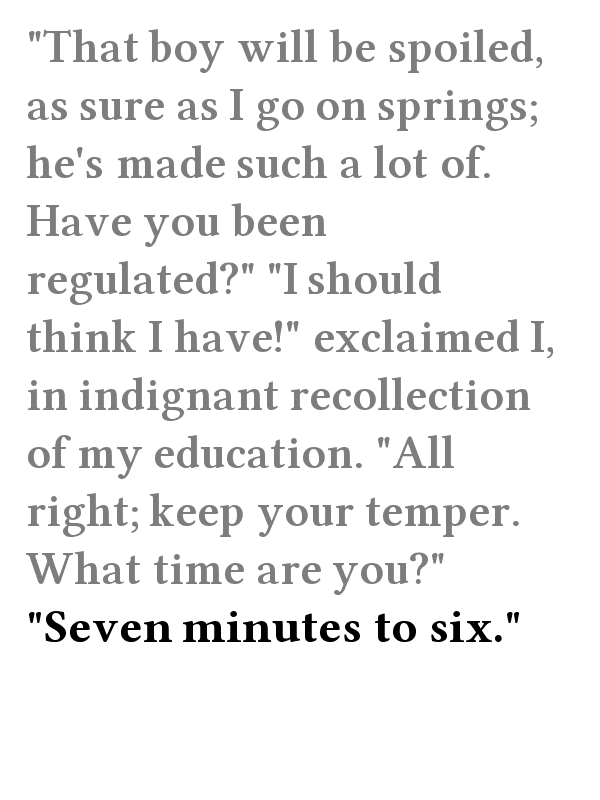 "That boy will be spoiled,
as sure as I go on springs;
he's made such a lot of.
Have you been
regulated?" "I should
think I have!" exclaimed I,
in indignant recollection
of my education. "All
right; keep your temper.
What time are you?"
"Seven minutes to six."